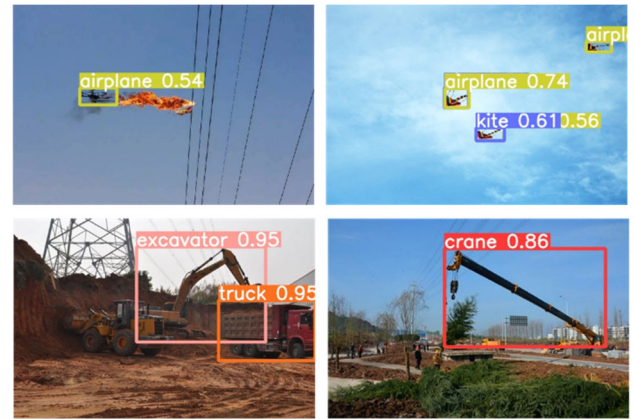 airplane 0.54
airpl
airplane 0.74
kite 0.61
0.56
excavator 0.95
truck 0.95
crane 0.86